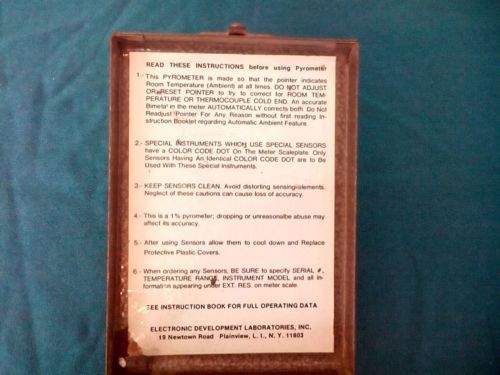 READ THESE INSTRUCTIONS before using Pyrometer
1.- This PYROMETER is made so that the pointer indicates
Room Temperature (Ambient) at all times. DO NOT ADJUST
OR RESET POINTER to try to correct for ROOM TEM-
PERATURE OR THERMOCOUPLE COLD END. An accurate
Bimetal in the meter AUTOMATICALLY corrects both. Do Not
Readjust Pointer For Any Reason without first reading In-
struction Booklet regarding Automatic Ambient Feature.
2.- SPECIAL INSTRUMENTS WHICH USE SPECIAL SENSORS
have a COLOR CODE DOT On The Meter Scaleplate. Only
Sensors Having An Identical COLOR CODE DOT are to Be
Used With These Special Instruments.
3.- KEEP SENSORS CLEAN. Avoid distorting sensing elements.
Neglect of these cautions can cause loss of accuracy.
4.- This is a 1% pyrometer; dropping or unreasonalbe abuse may
affect its accuracy.
5.- After using Sensors allow them to cool down and Replace
Protective Plastic Covers.
6.- When ordering any Sensors, BE SURE to specify SERIAL #,
TEMPERATURE RANGE, INSTRUMENT MODEL and all in-
formation appearing under EXT. RES. on meter scale.
SEE INSTRUCTION BOOK FOR FULL OPERATING DATA
ELECTRONIC DEVELOPMENT LABORATORIES, INC.
19 Newtown Road Plainview, L. I., N. Y. 11803